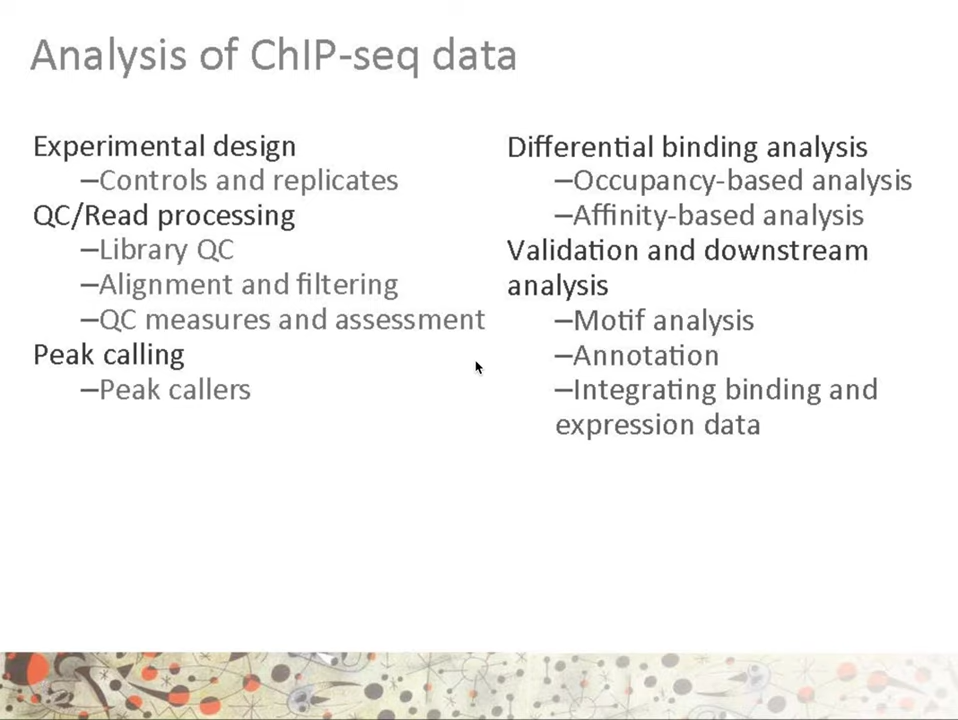 Analysis of ChIP-seq data
Experimental design
–Controls and replicates
QC/Read processing
–Library QC
–Alignment and filtering
–QC measures and assessment
Peak calling
–Peak callers
Differential binding analysis
–Occupancy-based analysis
–Affinity-based analysis
Validation and downstream
analysis
–Motif analysis
–Annotation
–Integrating binding and
expression data